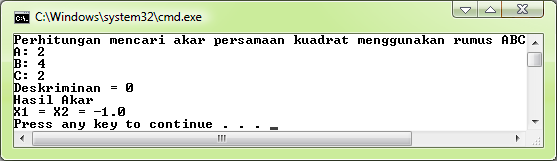 C:\Windows\system32\cmd.exe
Perhitungan mencari akar persamaan kuadrat menggunakan rumus ABC
A: 2
B: 4
C: 2
Deskriminan = 0
Hasil Akar
X1 = X2 = -1.0
Press any key to continue . . .